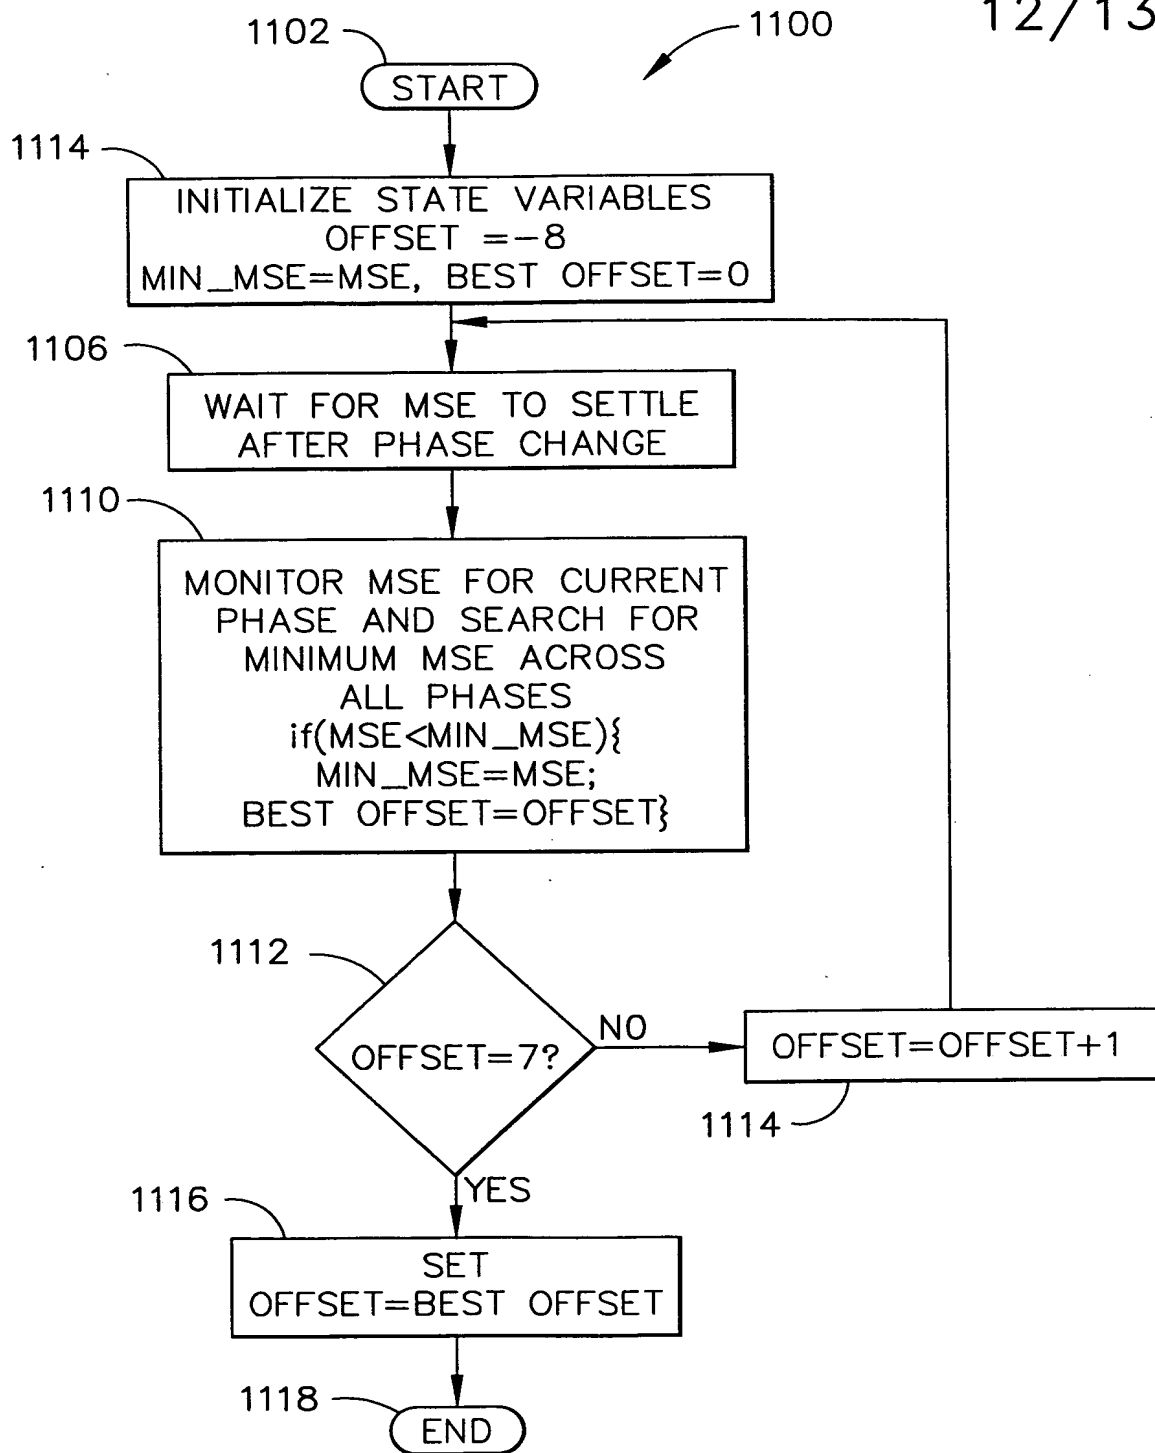 12/13
1100
1102
START
1114
INITIALIZE STATE VARIABLES
OFFSET =-8
MIN_MSE=MSE, BEST OFFSET=0
1106
WAIT FOR MSE TO SETTLE
AFTER PHASE CHANGE
1110
MONITOR MSE FOR CURRENT
PHASE AND SEARCH FOR
MINIMUM MSE ACROSS
ALL PHASES
if(MSE<MIN_MSE){
MIN_MSE=MSE;
BEST OFFSET=OFFSET}
1112
OFFSET=7?
NO
OFFSET=OFFSET+1
1114
YES
1116
SET
OFFSET=BEST OFFSET
1118
END